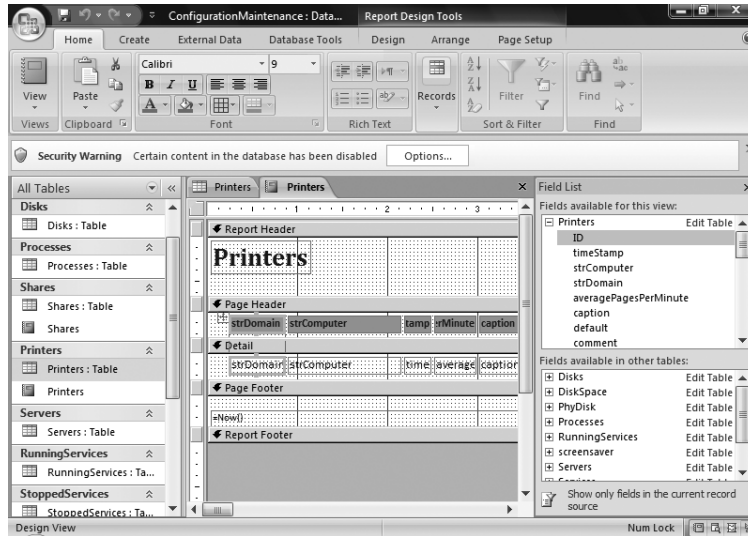 ConfigurationMaintenance : Data...
Report Design Tools
Home
Create
External Data
Database Tools
Design
Arrange
Page Setup
View
Paste
Calibri
9
B I U
A
Records
Filter
Find
Views
Clipboard
Font
Rich Text
Sort & Filter
Find
Security Warning Certain content in the database has been disabled
Options...
All Tables
Disks
Disks : Table
Processes
Processes : Table
Shares
Shares : Table
Shares
Printers
Printers : Table
Printers
Servers
Servers : Table
RunningServices
RunningServices : Ta...
StoppedServices
StoppedServices : Ta...
Printers
Printers
1 2 3
Report Header
Printers
Page Header
strDomain strComputer tamp rMinute caption
Detail
strDomain strComputer time average caption
Page Footer
=Now()
Report Footer
Field List
Fields available for this view:
Printers Edit Table
ID
timeStamp
strComputer
strDomain
averagePagesPerMinute
caption
default
comment
Fields available in other tables:
Disks Edit Table
DiskSpace Edit Table
PhyDisk Edit Table
Processes Edit Table
RunningServices Edit Table
screensaver Edit Table
Servers Edit Table
Show only fields in the current record
source
Design View
Num Lock